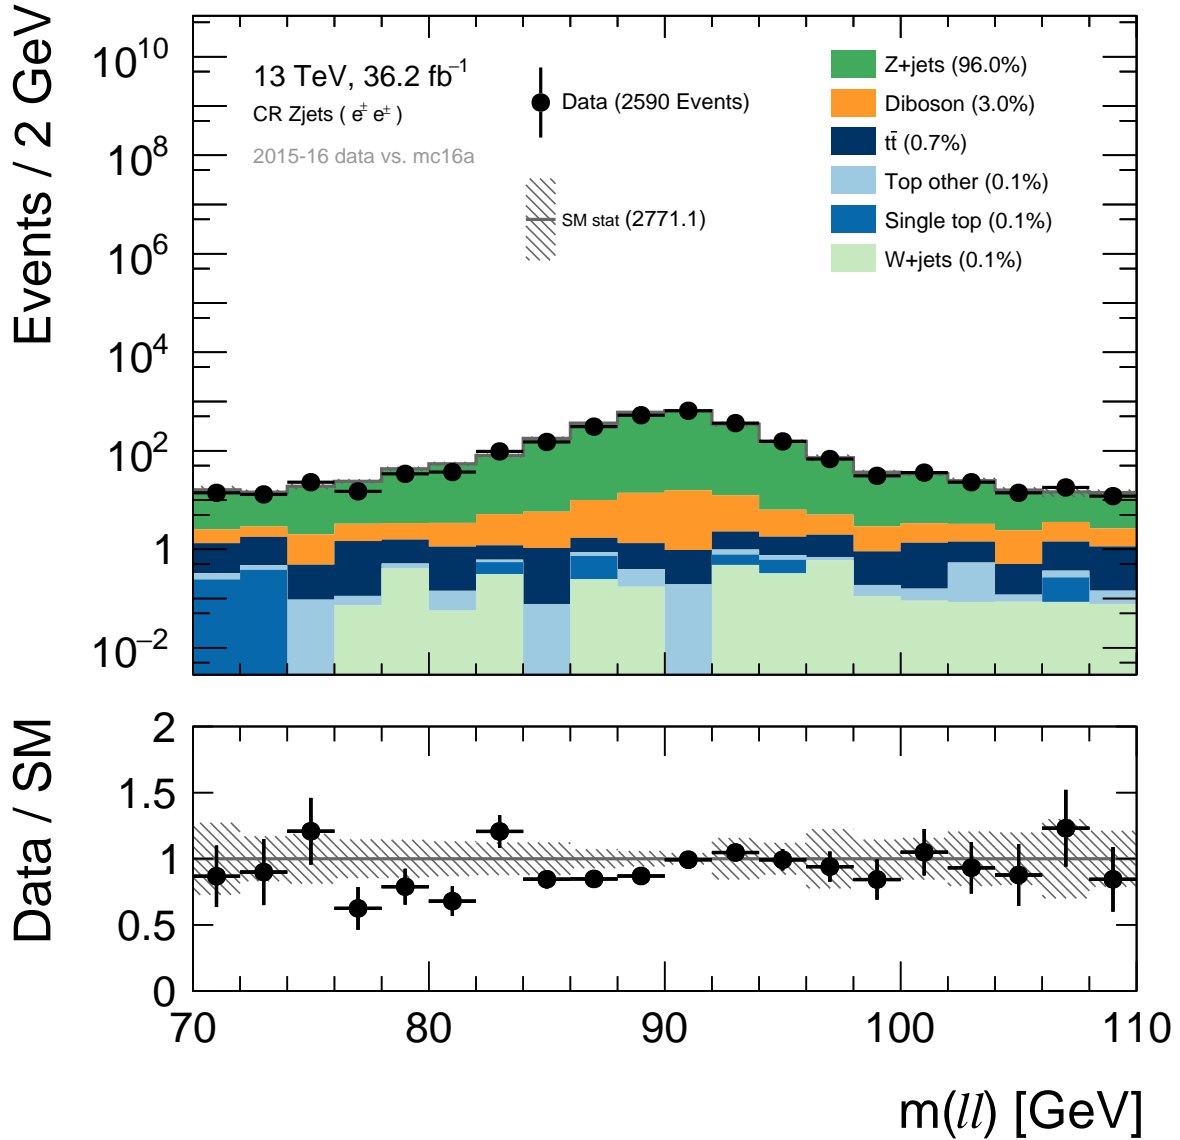 Events / 2 GeV
10¹⁰
10⁸
10⁶
10⁴
10²
1
10⁻²
13 TeV, 36.2 fb⁻¹
CR Zjets ( e± e± )
2015-16 data vs. mc16a
Data (2590 Events)
SM stat (2771.1)
Z+jets (96.0%)
Diboson (3.0%)
tt̄ (0.7%)
Top other (0.1%)
Single top (0.1%)
W+jets (0.1%)
Data / SM
2
1.5
1
0.5
0
70 80 90 100 110
m(ll) [GeV]